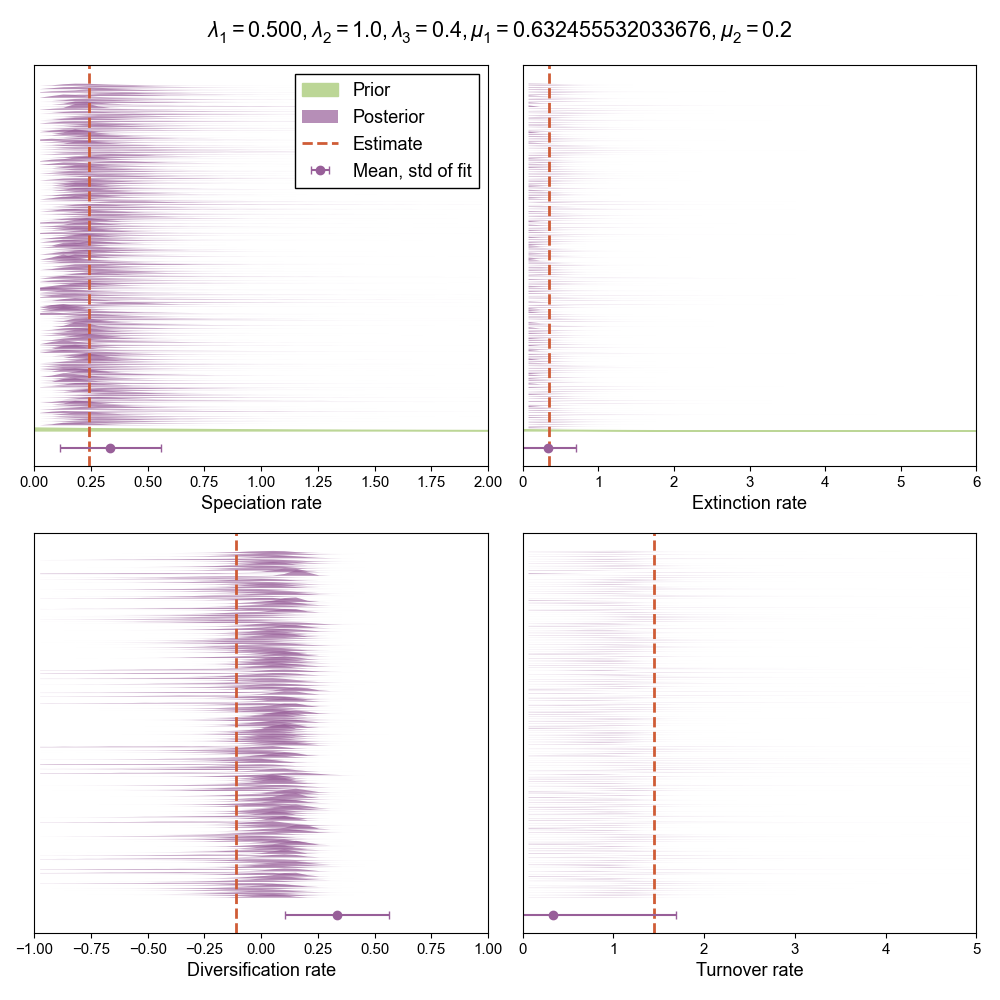 λ₁ = 0.500, λ₂ = 1.0, λ₃ = 0.4, μ₁ = 0.632455532033676, μ₂ = 0.2
Prior
Posterior
Estimate
Mean, std of fit
0.00 0.25 0.50 0.75 1.00 1.25 1.50 1.75 2.00
Speciation rate
0 1 2 3 4 5 6
Extinction rate
−1.00 −0.75 −0.50 −0.25 0.00 0.25 0.50 0.75 1.00
Diversification rate
0 1 2 3 4 5
Turnover rate